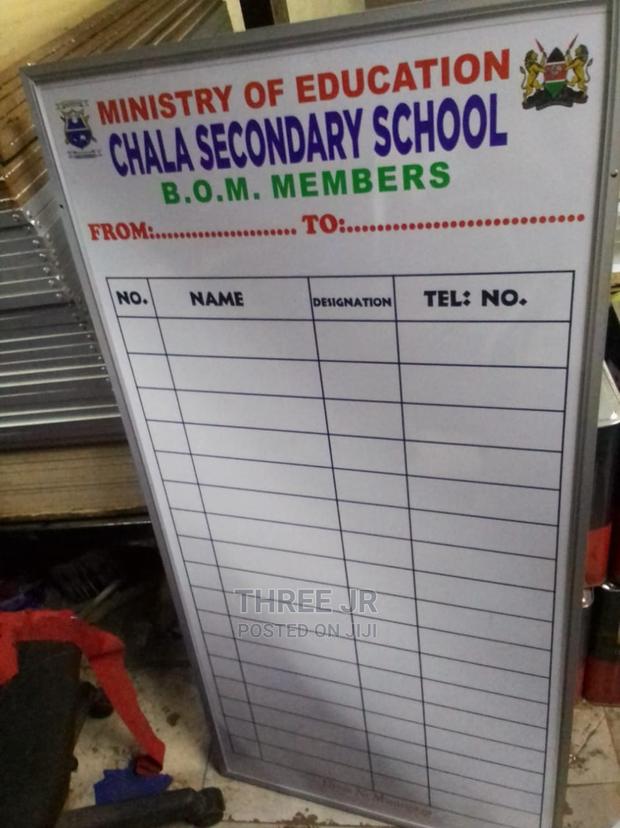 MINISTRY OF EDUCATION
CHALA SECONDARY SCHOOL
B.O.M. MEMBERS
FROM:...................... TO:..............................
NO. NAME DESIGNATION TEL: NO.
THREE JR
POSTED ON JIJI